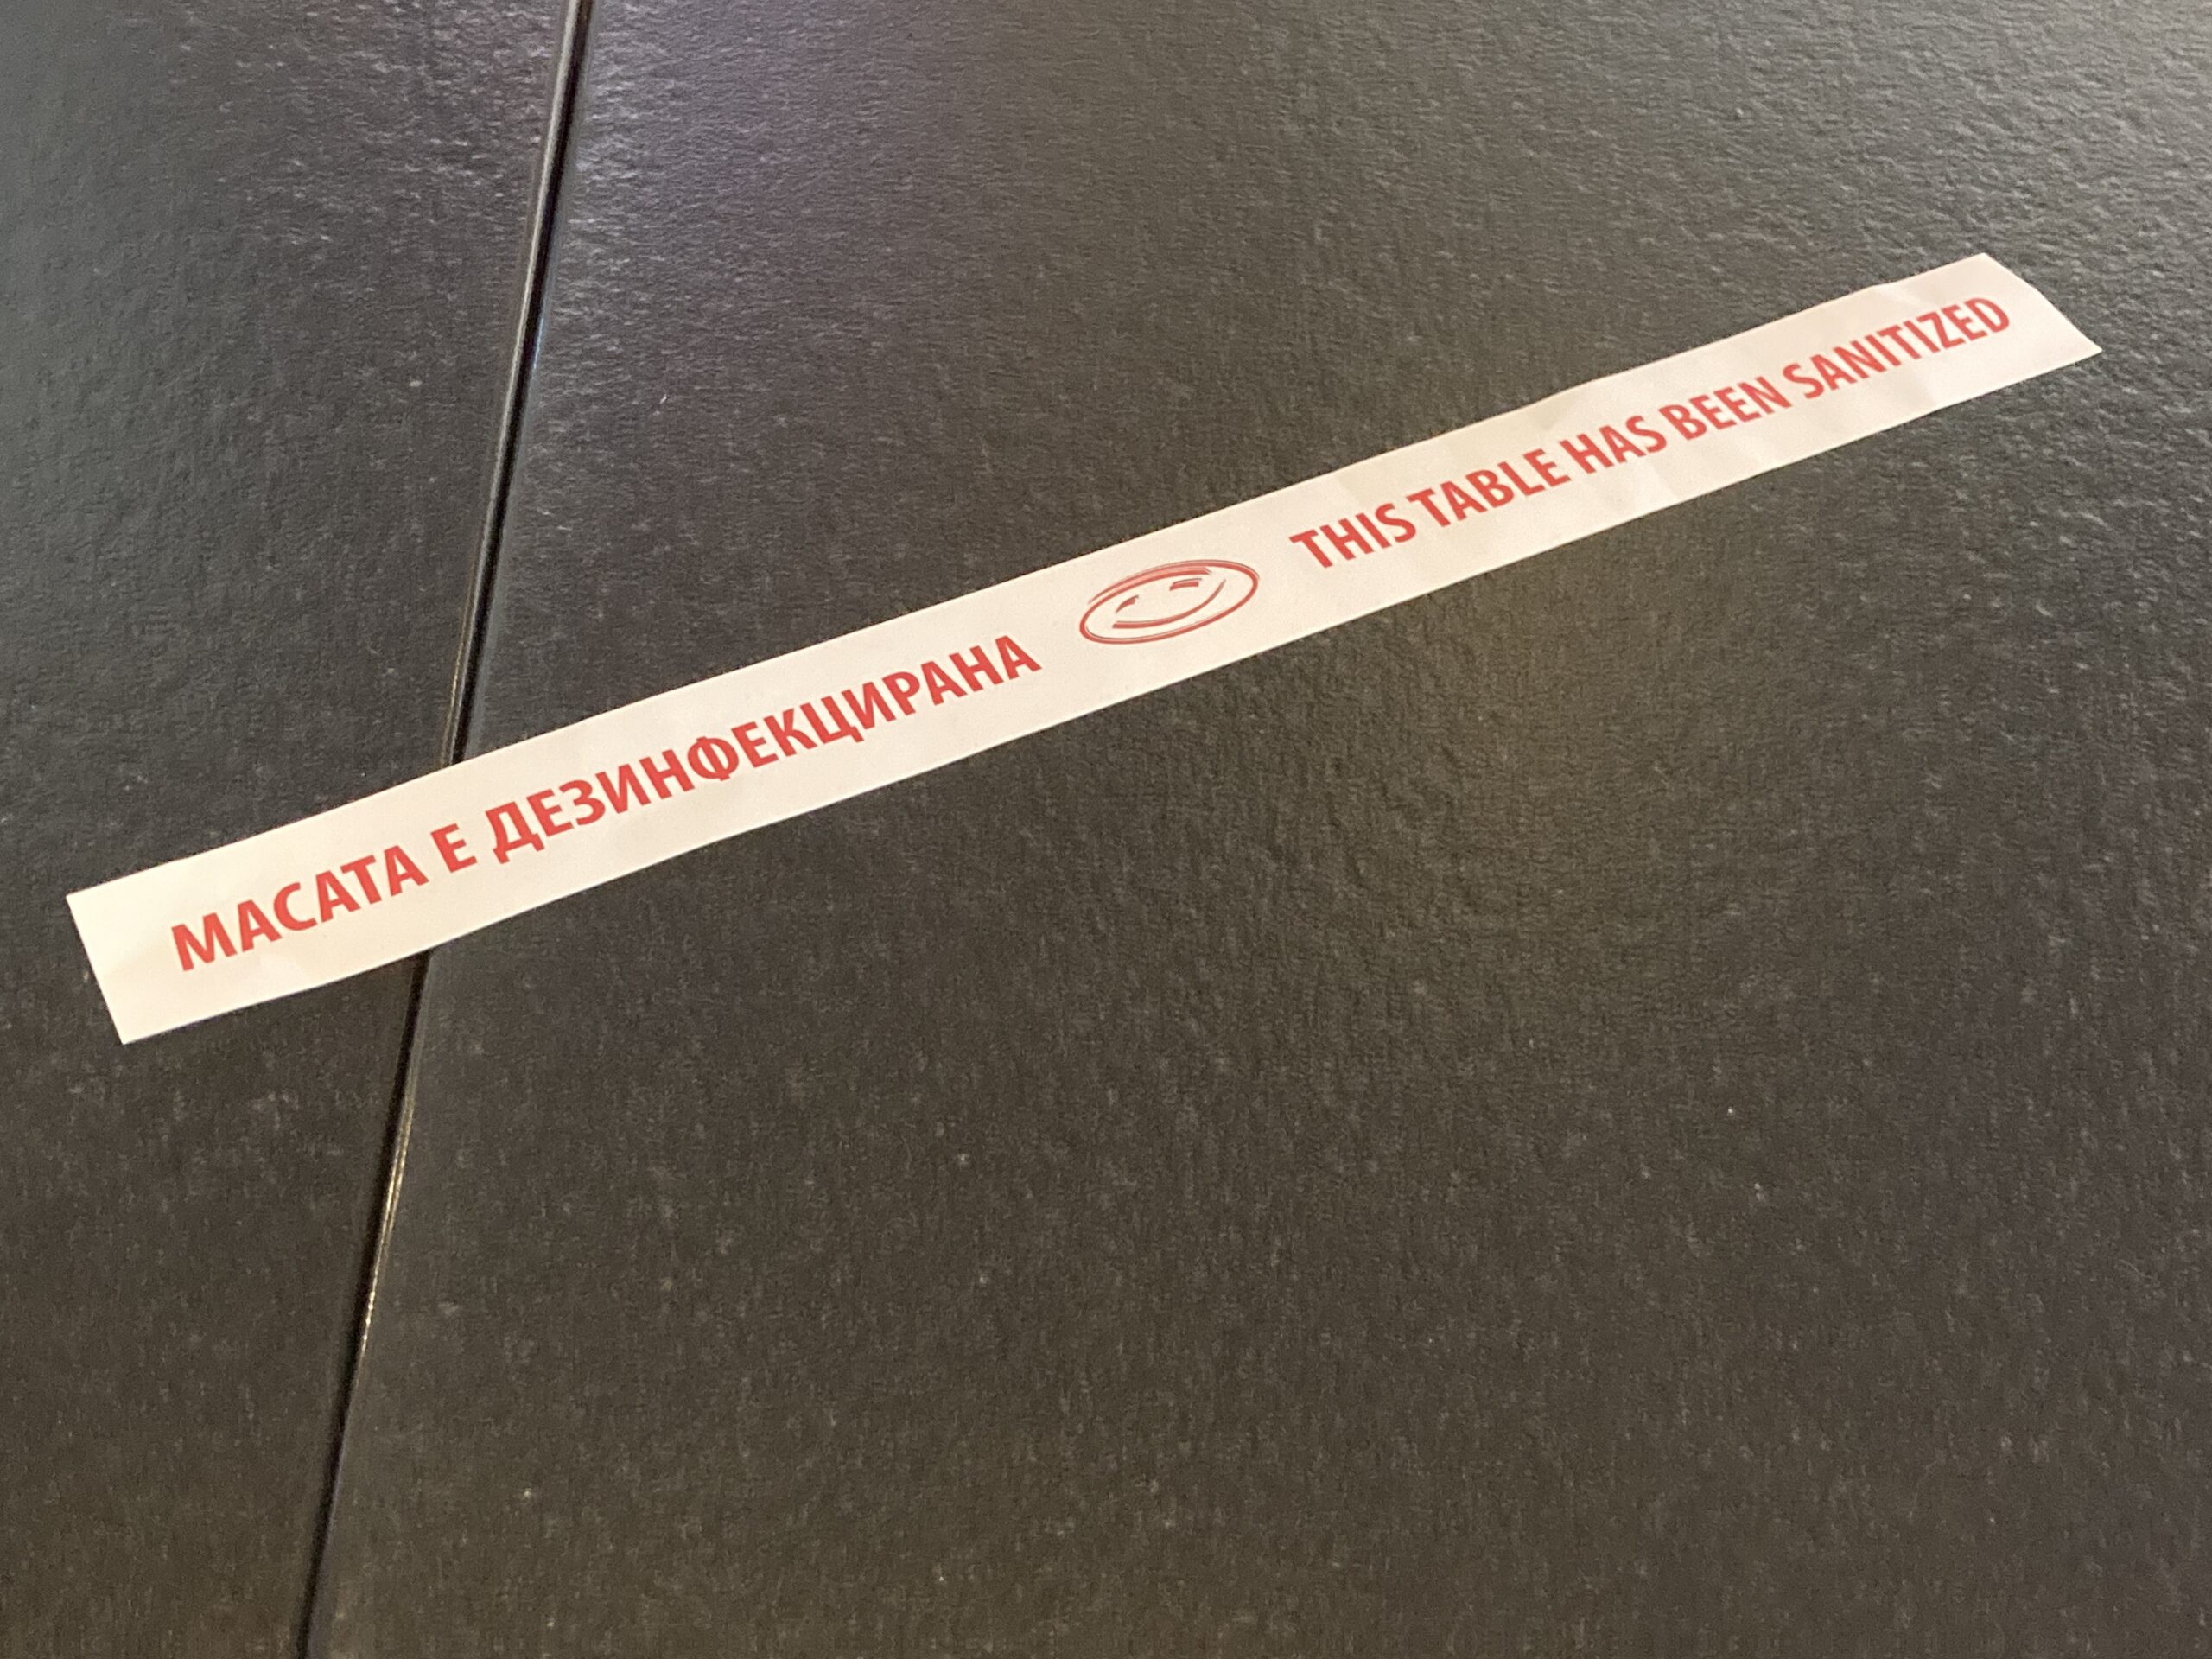 МАСАТА Е ДЕЗИНФЕКЦИРАНА THIS TABLE HAS BEEN SANITIZED